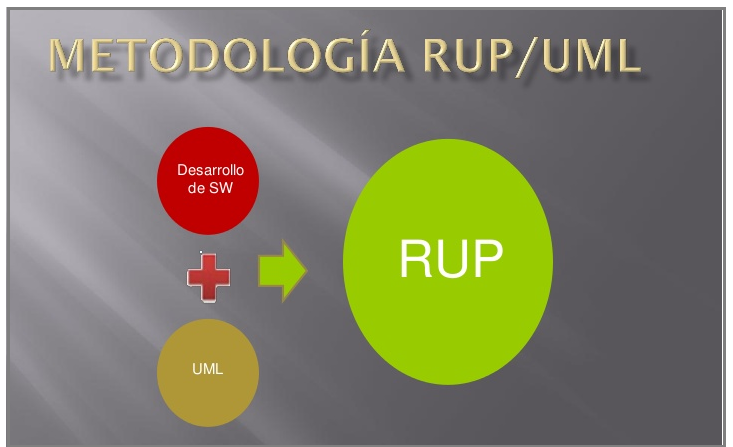 METODOLOGÍA RUP/UML
Desarrollo
de SW
UML
RUP